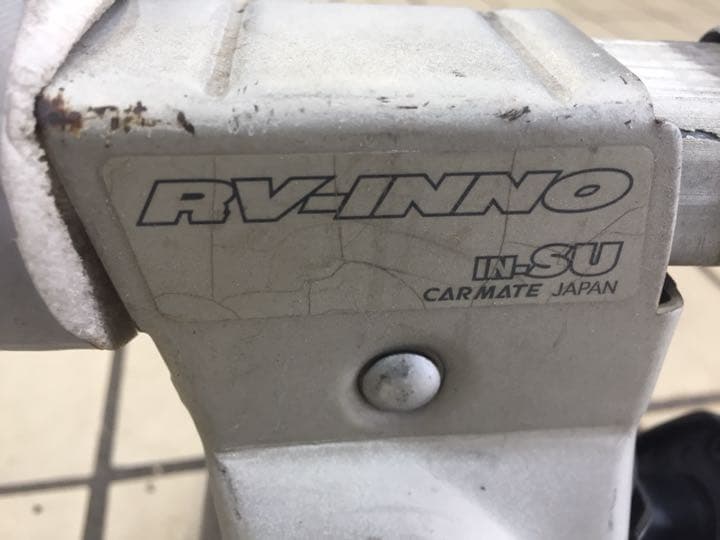 RV-INNO
IN-SU
CARMATE JAPAN